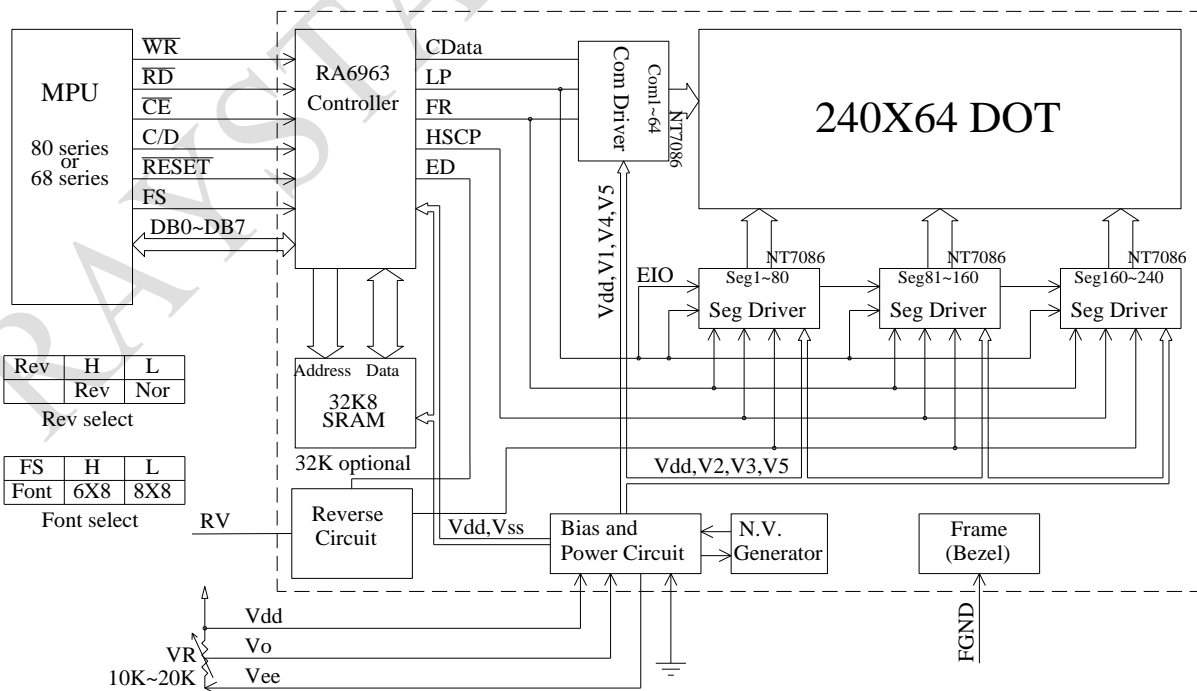 RAYSTA
MPU
80 series
or
68 series
WR
RD
CE
C/D
RESET
FS
DB0~DB7
RA6963
Controller
CData
LP
FR
HSCP
ED
Com Driver
Com1~64
NT7086
240X64 DOT
Vdd,V1,V4,V5
EIO
NT7086
Seg1~80
Seg Driver
NT7086
Seg81~160
Seg Driver
NT7086
Seg160~240
Seg Driver
Address Data
32K8
SRAM
32K optional
Rev H L
Rev Nor
Rev select
FS H L
Font 6X8 8X8
Font select
RV
Reverse
Circuit
Vdd,Vss
Vdd,V2,V3,V5
Bias and
Power Circuit
N.V.
Generator
Frame
(Bezel)
FGND
Vdd
Vo
Vee
VR
10K~20K